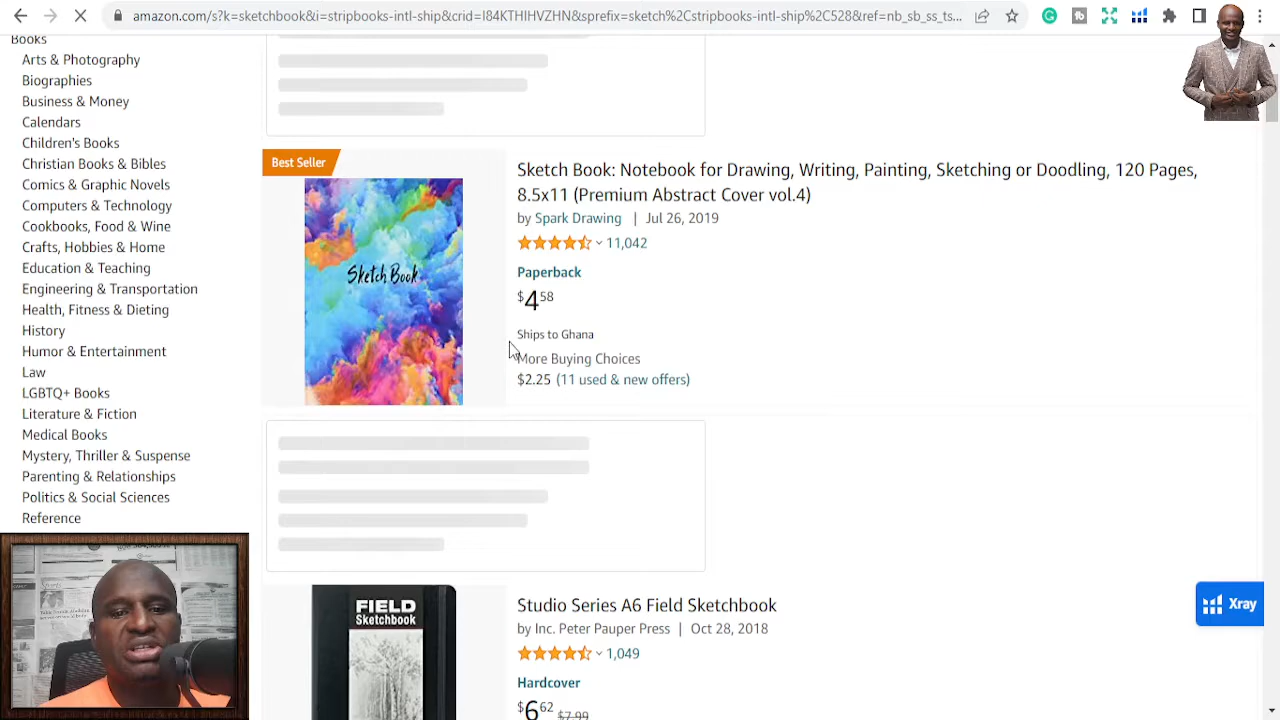 amazon.com/s?k=sketchbook&i=stripbooks-intl-ship&crid=I84KTHIHVZHN&sprefix=sketch%2Cstripbooks-intl-ship%2C528&ref=nb_sb_ss_ts...
Books
Arts & Photography
Biographies
Business & Money
Calendars
Children's Books
Christian Books & Bibles
Comics & Graphic Novels
Computers & Technology
Cookbooks, Food & Wine
Crafts, Hobbies & Home
Education & Teaching
Engineering & Transportation
Health, Fitness & Dieting
History
Humor & Entertainment
Law
LGBTQ+ Books
Literature & Fiction
Medical Books
Mystery, Thriller & Suspense
Parenting & Relationships
Politics & Social Sciences
Reference
Best Seller
Sketch Book
Sketch Book: Notebook for Drawing, Writing, Painting, Sketching or Doodling, 120 Pages,
8.5x11 (Premium Abstract Cover vol.4)
by Spark Drawing | Jul 26, 2019
11,042
Paperback
$4 58
Ships to Ghana
More Buying Choices
$2.25 (11 used & new offers)
FIELD
Sketchbook
Studio Series A6 Field Sketchbook
by Inc. Peter Pauper Press | Oct 28, 2018
1,049
Hardcover
$6 62 $7.99
Xray